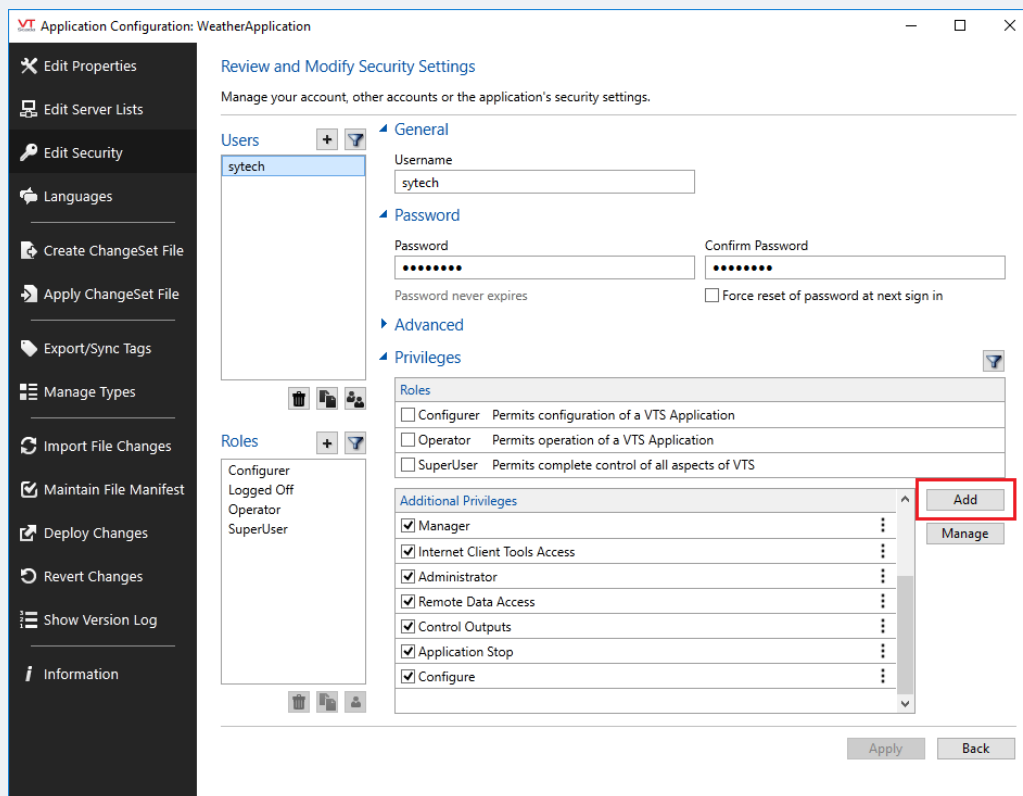 VT Application Configuration: WeatherApplication
Edit Properties
Edit Server Lists
Edit Security
Languages
Create ChangeSet File
Apply ChangeSet File
Export/Sync Tags
Manage Types
Import File Changes
Maintain File Manifest
Deploy Changes
Revert Changes
Show Version Log
Information
Review and Modify Security Settings
Manage your account, other accounts or the application's security settings.
Users
sytech
Roles
Configurer
Logged Off
Operator
SuperUser
General
Username
sytech
Password
Password Confirm Password
Password never expires Force reset of password at next sign in
Advanced
Privileges
Roles
Configurer Permits configuration of a VTS Application
Operator Permits operation of a VTS Application
SuperUser Permits complete control of all aspects of VTS
Additional Privileges
Manager
Internet Client Tools Access
Administrator
Remote Data Access
Control Outputs
Application Stop
Configure
Add
Manage
Apply Back